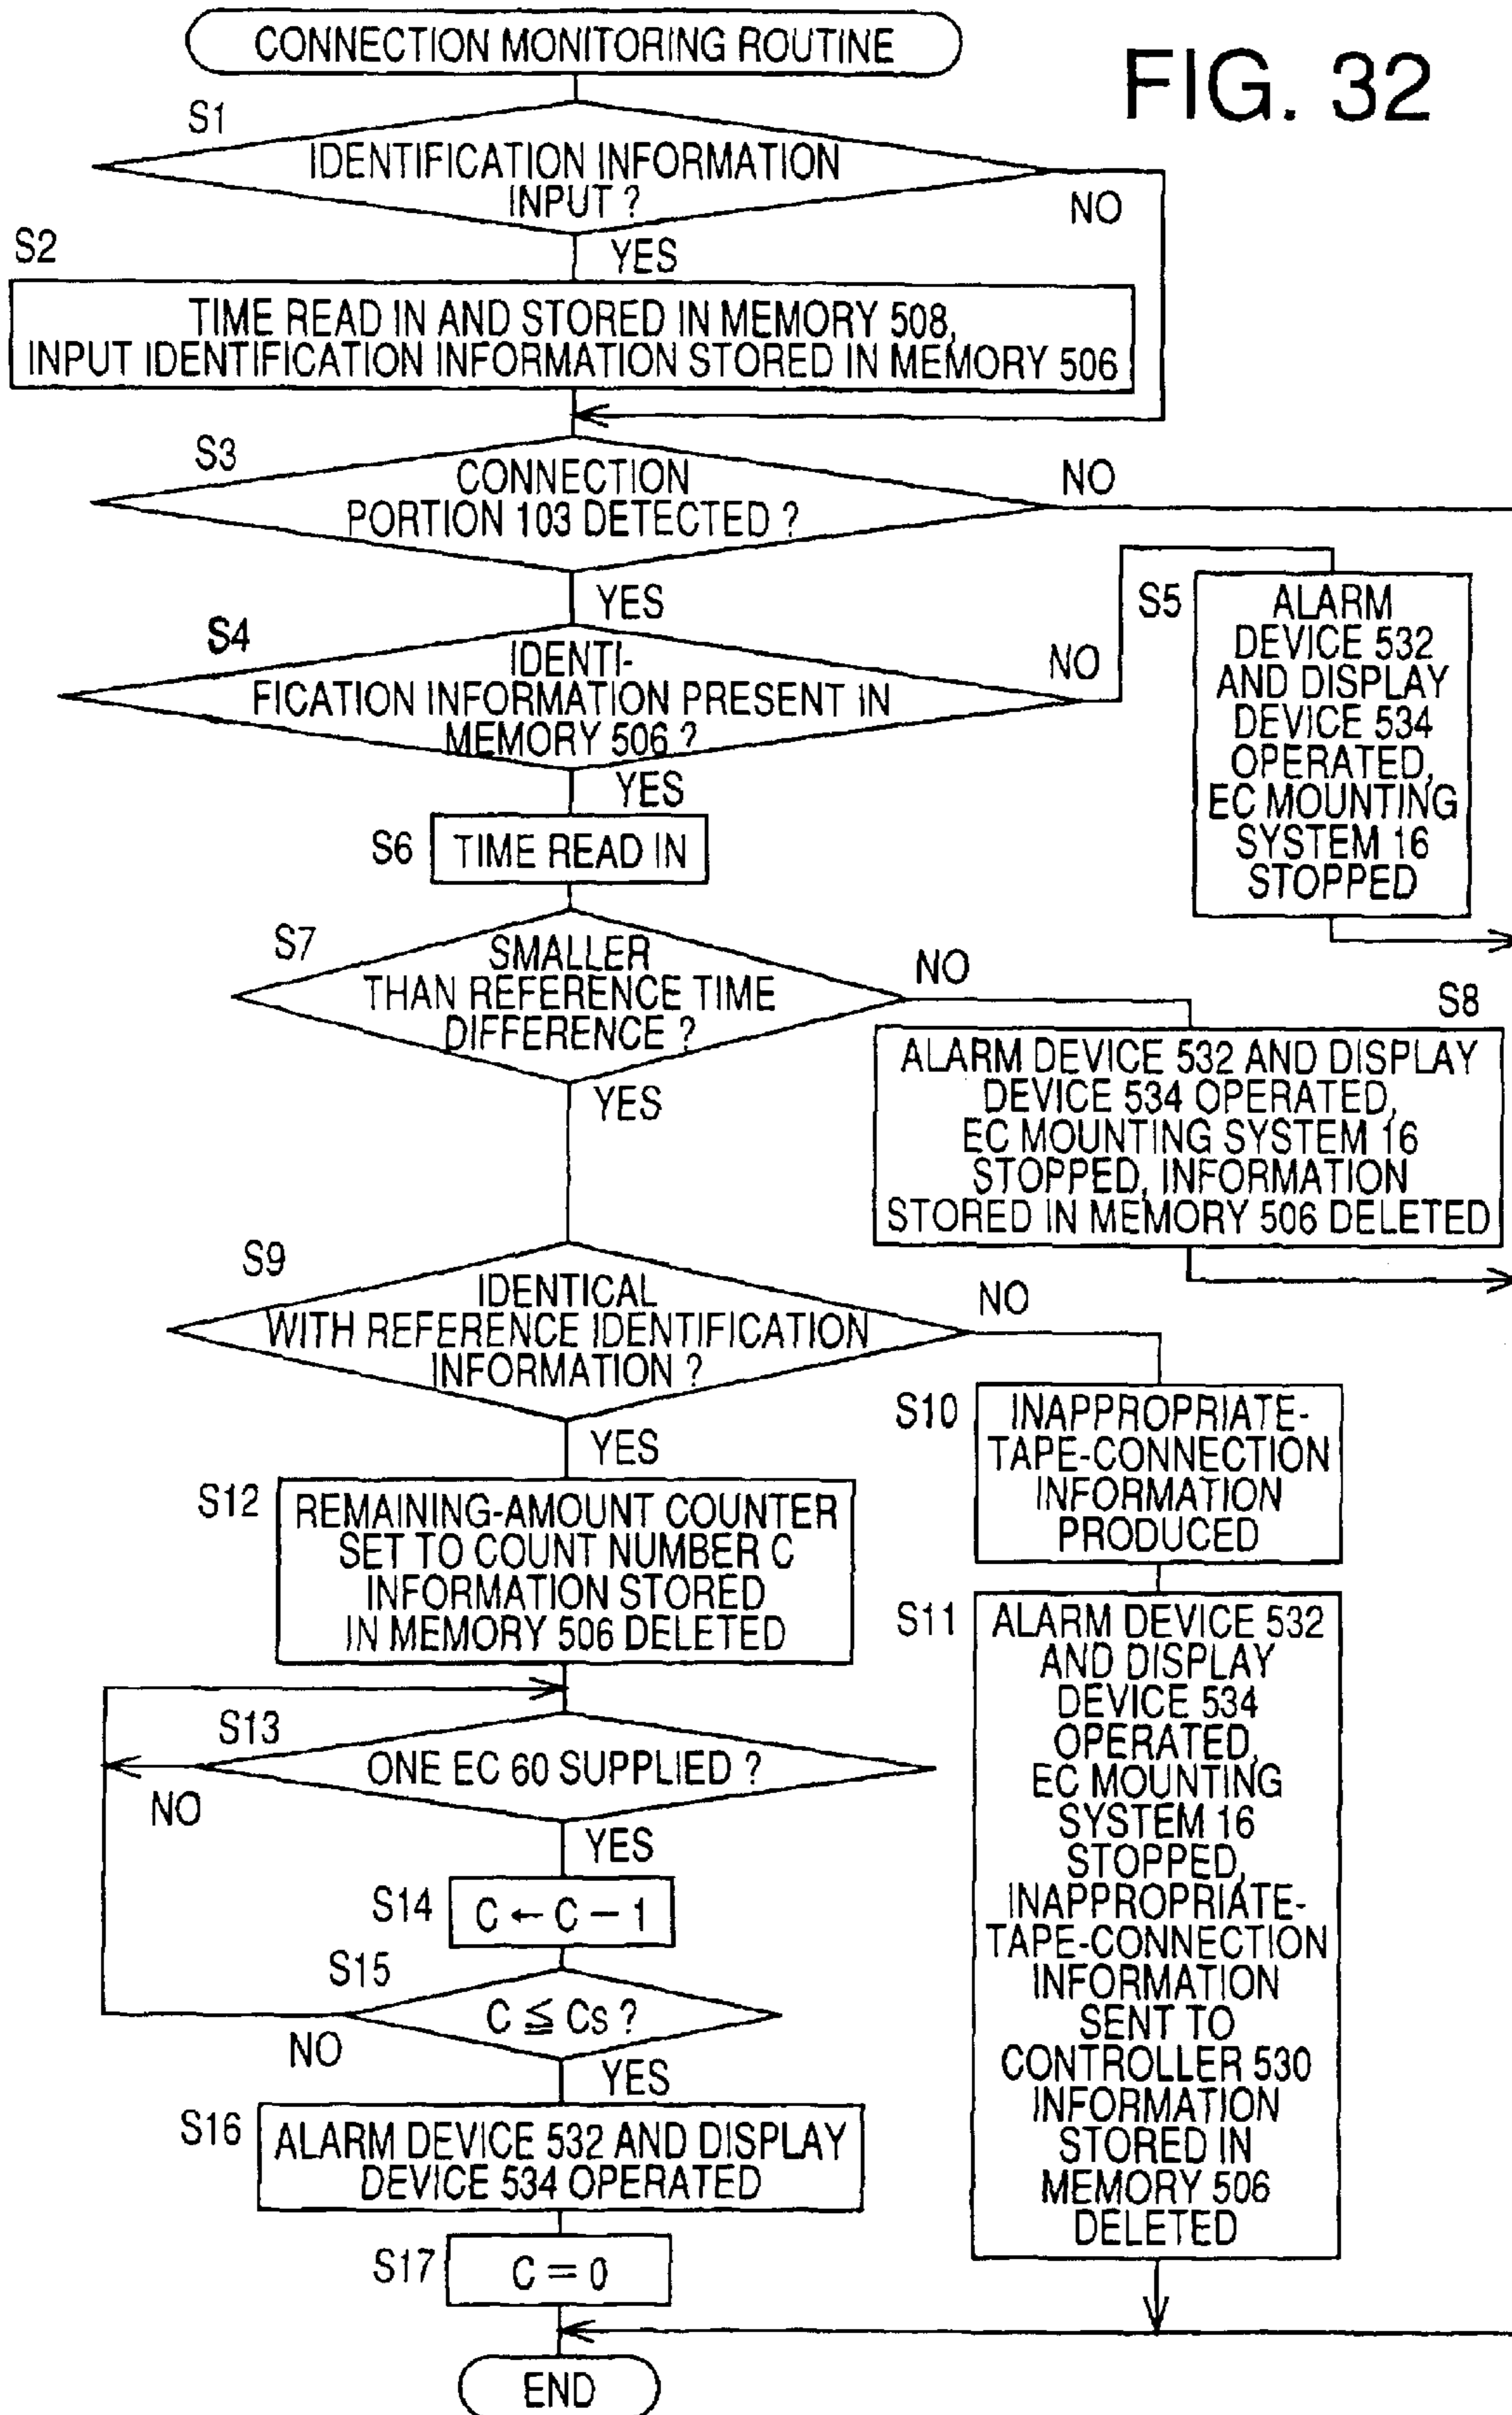 CONNECTION MONITORING ROUTINE
FIG. 32
S1
IDENTIFICATION INFORMATION
INPUT ?
NO
YES
S2
TIME READ IN AND STORED IN MEMORY 508,
INPUT IDENTIFICATION INFORMATION STORED IN MEMORY 506
S3
CONNECTION
PORTION 103 DETECTED ?
NO
YES
S4
IDENTI-
FICATION INFORMATION PRESENT IN
MEMORY 506 ?
NO
YES
S5
ALARM
DEVICE 532
AND DISPLAY
DEVICE 534
OPERATED,
EC MOUNTING
SYSTEM 16
STOPPED
S6
TIME READ IN
S7
SMALLER
THAN REFERENCE TIME
DIFFERENCE ?
NO
YES
S8
ALARM DEVICE 532 AND DISPLAY
DEVICE 534 OPERATED,
EC MOUNTING SYSTEM 16
STOPPED, INFORMATION
STORED IN MEMORY 506 DELETED
S9
IDENTICAL
WITH REFERENCE IDENTIFICATION
INFORMATION ?
NO
YES
S10
INAPPROPRIATE-
TAPE-CONNECTION
INFORMATION
PRODUCED
S11
ALARM DEVICE 532
AND DISPLAY
DEVICE 534
OPERATED,
EC MOUNTING
SYSTEM 16
STOPPED,
INAPPROPRIATE-
TAPE-CONNECTION
INFORMATION
SENT TO
CONTROLLER 530
INFORMATION
STORED IN
MEMORY 506
DELETED
S12
REMAINING-AMOUNT COUNTER
SET TO COUNT NUMBER C
INFORMATION STORED
IN MEMORY 506 DELETED
S13
ONE EC 60 SUPPLIED ?
NO
YES
S14
C ← C − 1
S15
C ≦ Cs ?
NO
YES
S16
ALARM DEVICE 532 AND DISPLAY
DEVICE 534 OPERATED
S17
C = 0
END